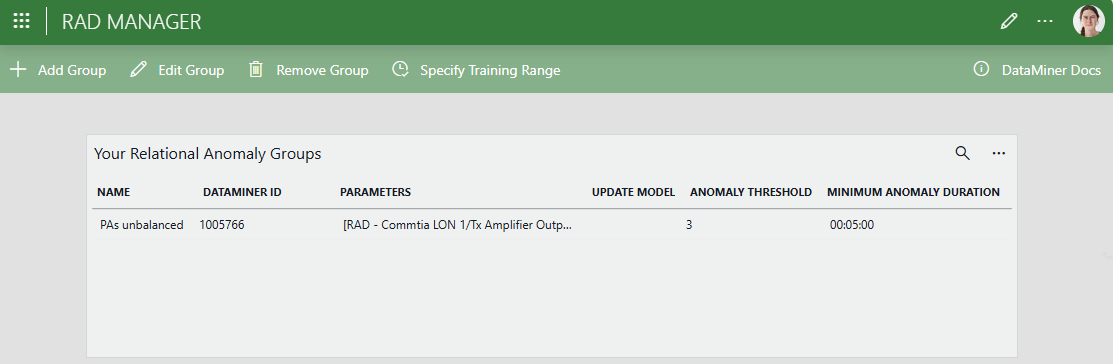 RAD MANAGER
Add Group Edit Group Remove Group Specify Training Range DataMiner Docs
Your Relational Anomaly Groups
NAME DATAMINER ID PARAMETERS UPDATE MODEL ANOMALY THRESHOLD MINIMUM ANOMALY DURATION
PAs unbalanced 1005766 [RAD - Commtia LON 1/Tx Amplifier Outp... 3 00:05:00